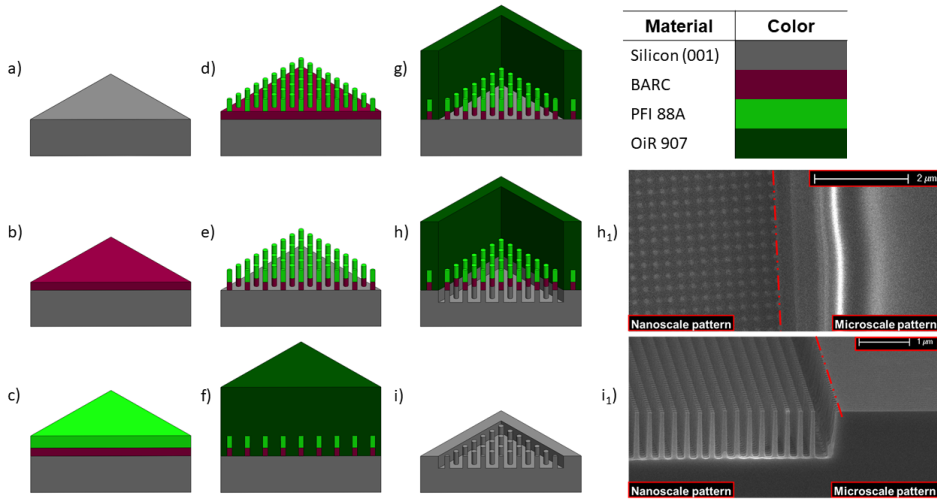 a)
d)
g)
Material Color
Silicon (001)
BARC
PFI 88A
OiR 907
b)
e)
h)
h1)
2 μm
Nanoscale pattern
Microscale pattern
c)
f)
i)
i1)
1 μm
Nanoscale pattern
Microscale pattern